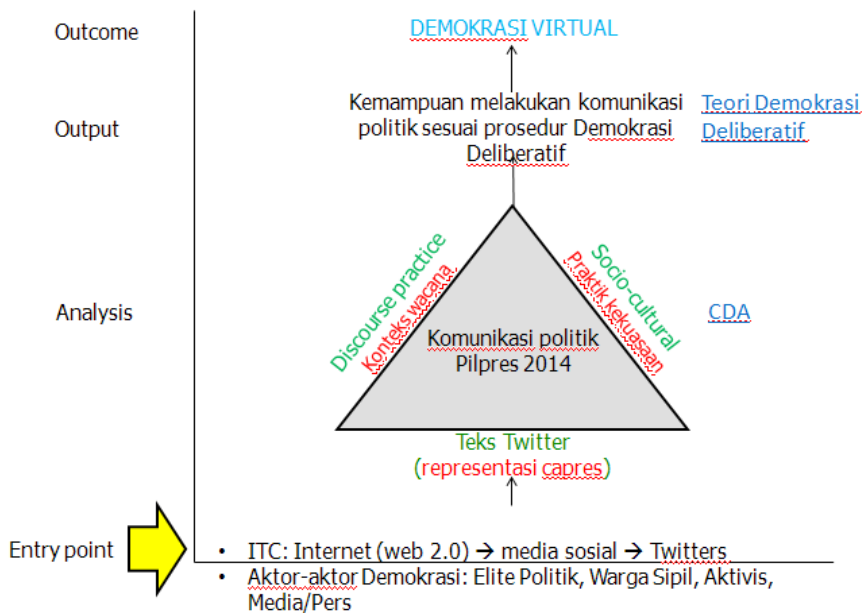 Outcome
DEMOKRASI VIRTUAL
Output
Kemampuan melakukan komunikasi
politik sesuai prosedur Demokrasi
Deliberatif
Teori Demokrasi
Deliberatif
Analysis
Discourse practice
Konteks wacana
Socio-cultural
Praktik kekuasaan
Komunikasi politik
Pilpres 2014
CDA
Teks Twitter
(representasi capres)
Entry point
• ITC: Internet (web 2.0) → media sosial → Twitters
• Aktor-aktor Demokrasi: Elite Politik, Warga Sipil, Aktivis,
Media/Pers